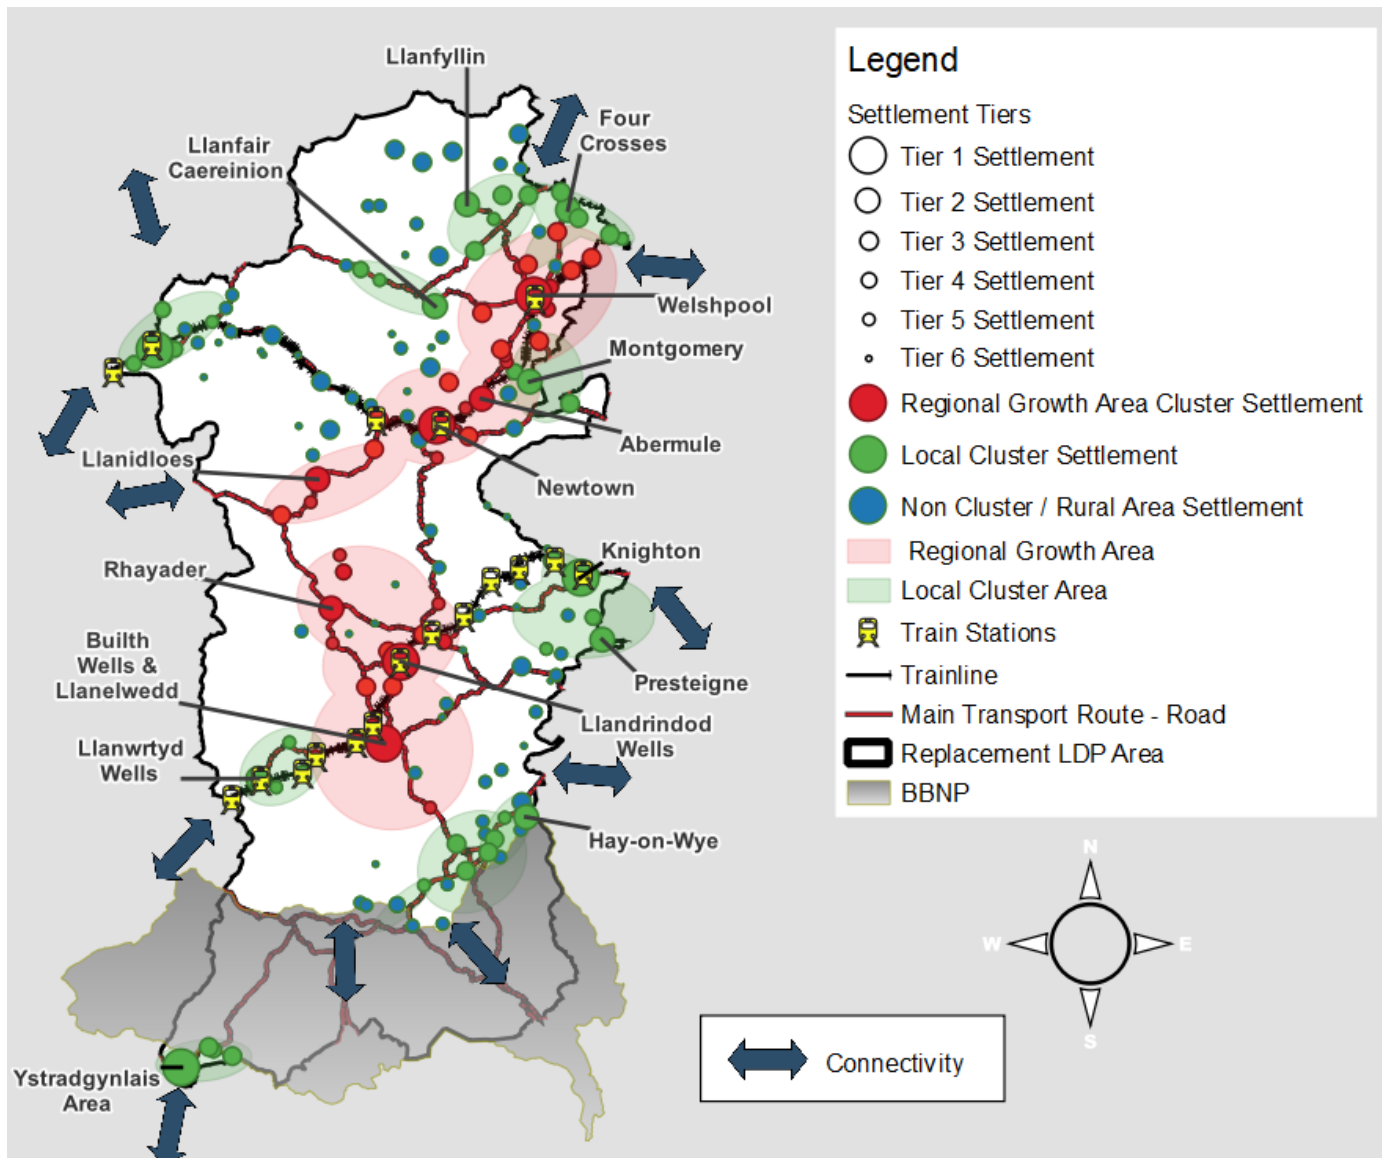 Llanfyllin
Four
Crosses
Llanfair
Caereinion
Welshpool
Montgomery
Abermule
Llanidloes
Newtown
Knighton
Rhayader
Builth
Wells &
Llanelwedd
Presteigne
Llandrindod
Wells
Llanwrtyd
Wells
Hay-on-Wye
Ystradgynlais
Area
Legend
Settlement Tiers
Tier 1 Settlement
Tier 2 Settlement
Tier 3 Settlement
Tier 4 Settlement
Tier 5 Settlement
Tier 6 Settlement
Regional Growth Area Cluster Settlement
Local Cluster Settlement
Non Cluster / Rural Area Settlement
Regional Growth Area
Local Cluster Area
Train Stations
Trainline
Main Transport Route - Road
Replacement LDP Area
BBNP
N
W
E
S
Connectivity